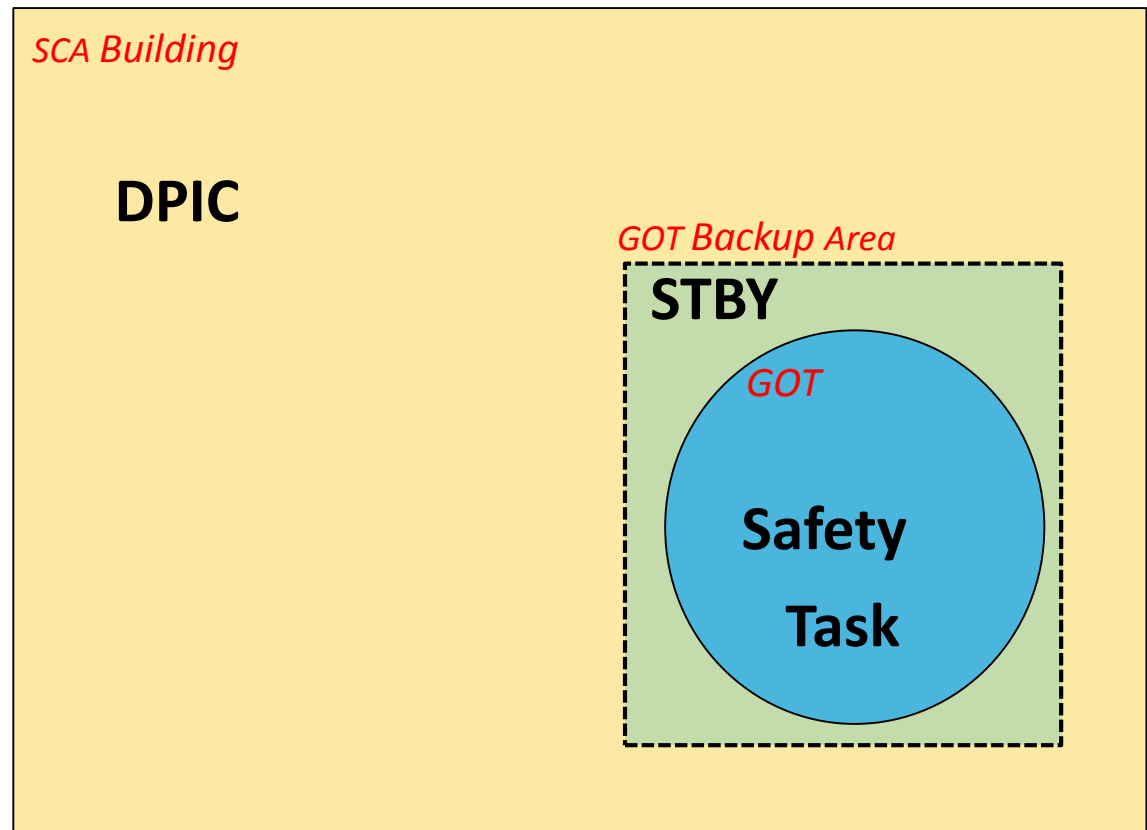 SCA Building
DPIC
GOT Backup Area
STBY
GOT
Safety
Task